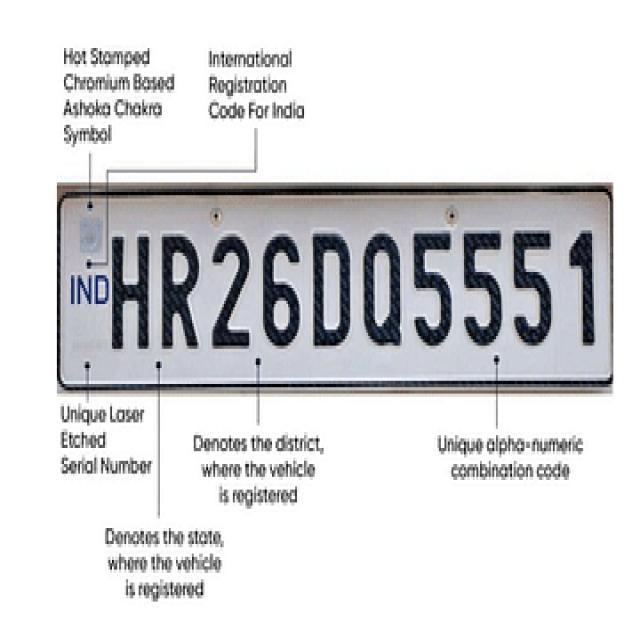 Hot Stamped
Chromium Based
Ashoka Chakra
Symbol
International
Registration
Code For India
IND
HR26DQ5551
Unique Laser
Etched
Serial Number
Denotes the state,
where the vehicle
is registered
Denotes the district,
where the vehicle
is registered
Unique alpha-numeric
combination code